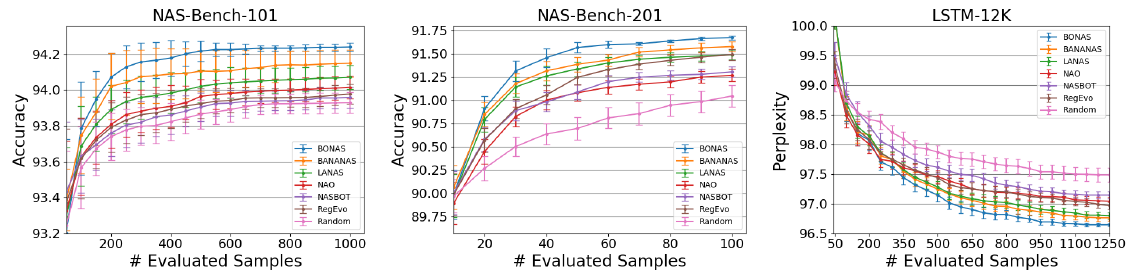 NAS-Bench-101
Accuracy
94.2
94.0
93.8
93.6
93.4
93.2
200
400
600
800
1000
# Evaluated Samples
BONAS
BANANAS
LANAS
NAO
NASBOT
RegEvo
Random
NAS-Bench-201
Accuracy
91.75
91.50
91.25
91.00
90.75
90.50
90.25
90.00
89.75
20
40
60
80
100
# Evaluated Samples
BONAS
BANANAS
LANAS
NAO
NASBOT
RegEvo
Random
LSTM-12K
Perplexity
100.0
99.5
99.0
98.5
98.0
97.5
97.0
96.5
50
200
350
500
650
800
950
1100
1250
# Evaluated Samples
BONAS
BANANAS
LANAS
NAO
NASBOT
RegEvo
Random